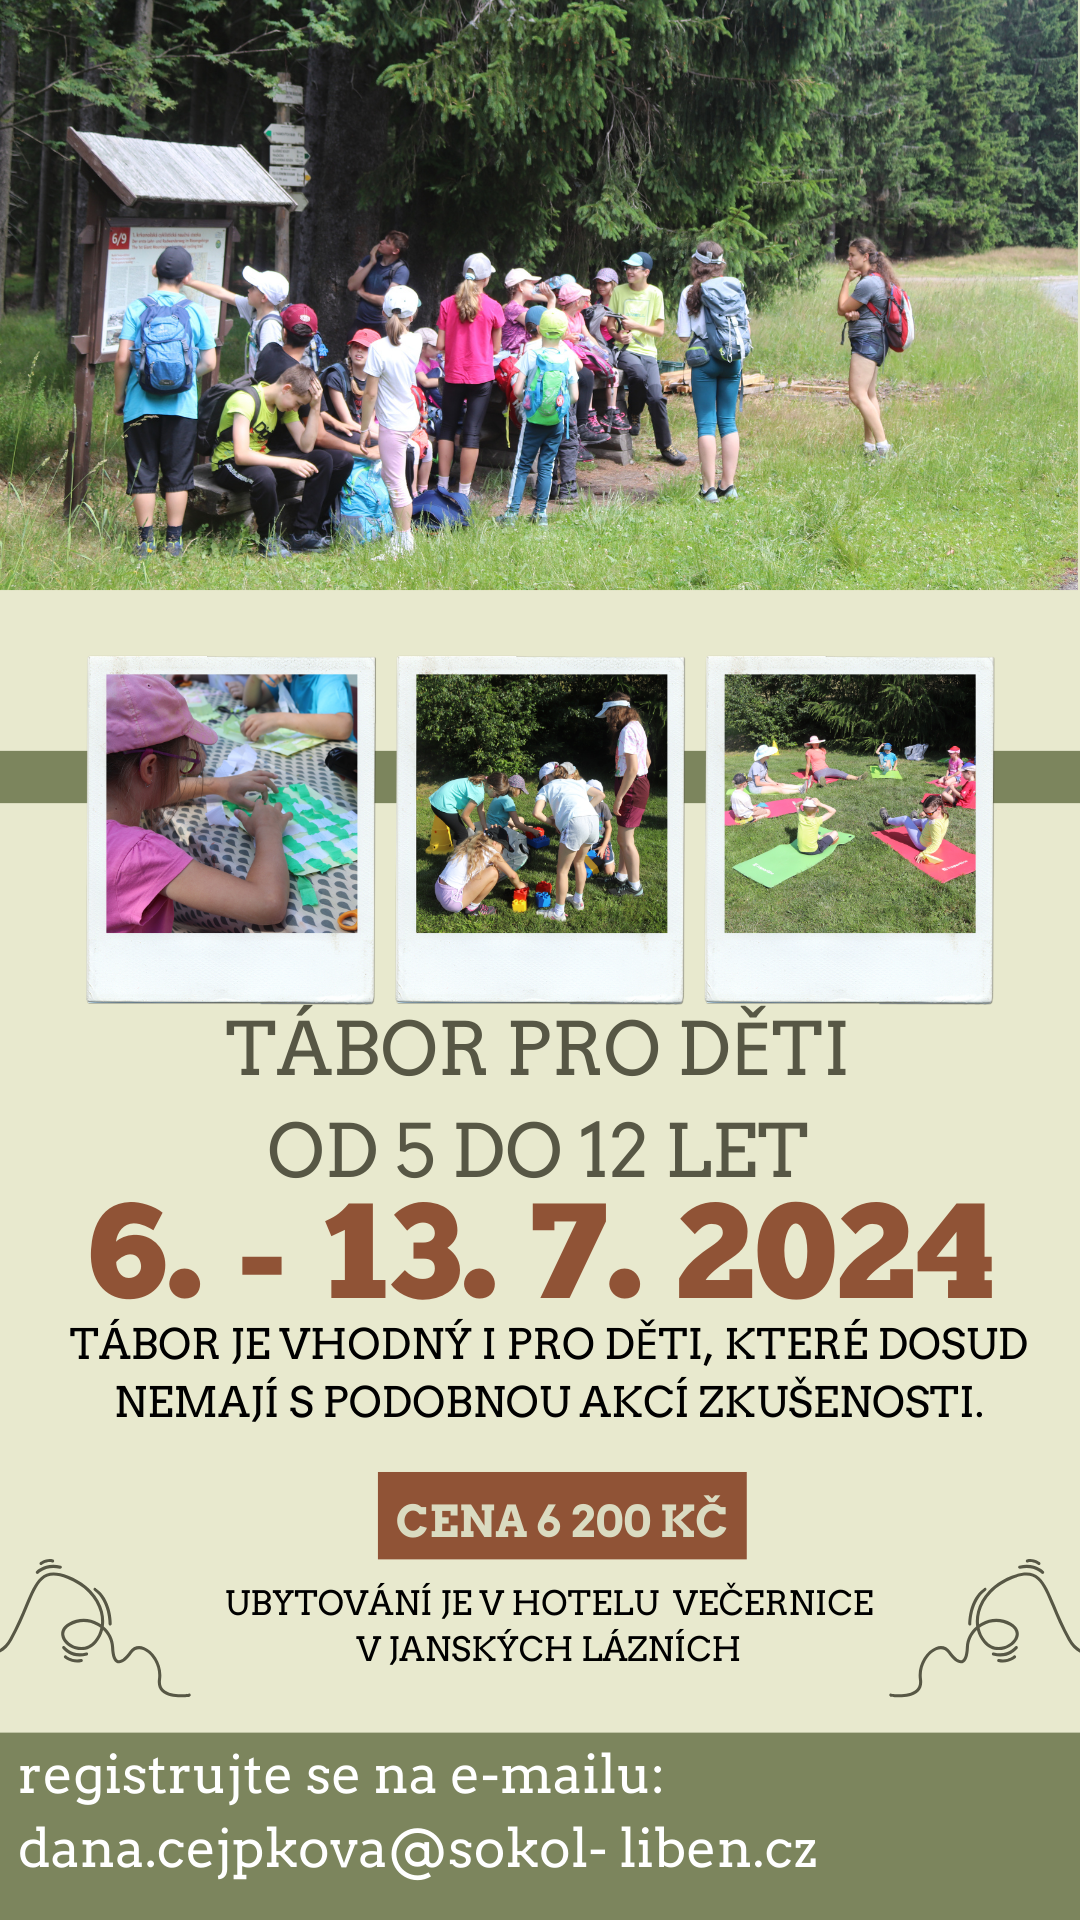 6/9
TÁBOR PRO DĚTI
OD 5 DO 12 LET
6. - 13. 7. 2024
TÁBOR JE VHODNÝ I PRO DĚTI, KTERÉ DOSUD
NEMAJÍ S PODOBNOU AKCÍ ZKUŠENOSTI.
CENA 6 200 KČ
UBYTOVÁNÍ JE V HOTELU VEČERNICE
V JANSKÝCH LÁZNÍCH
registrujte se na e-mailu:
dana.cejpkova@sokol- liben.cz